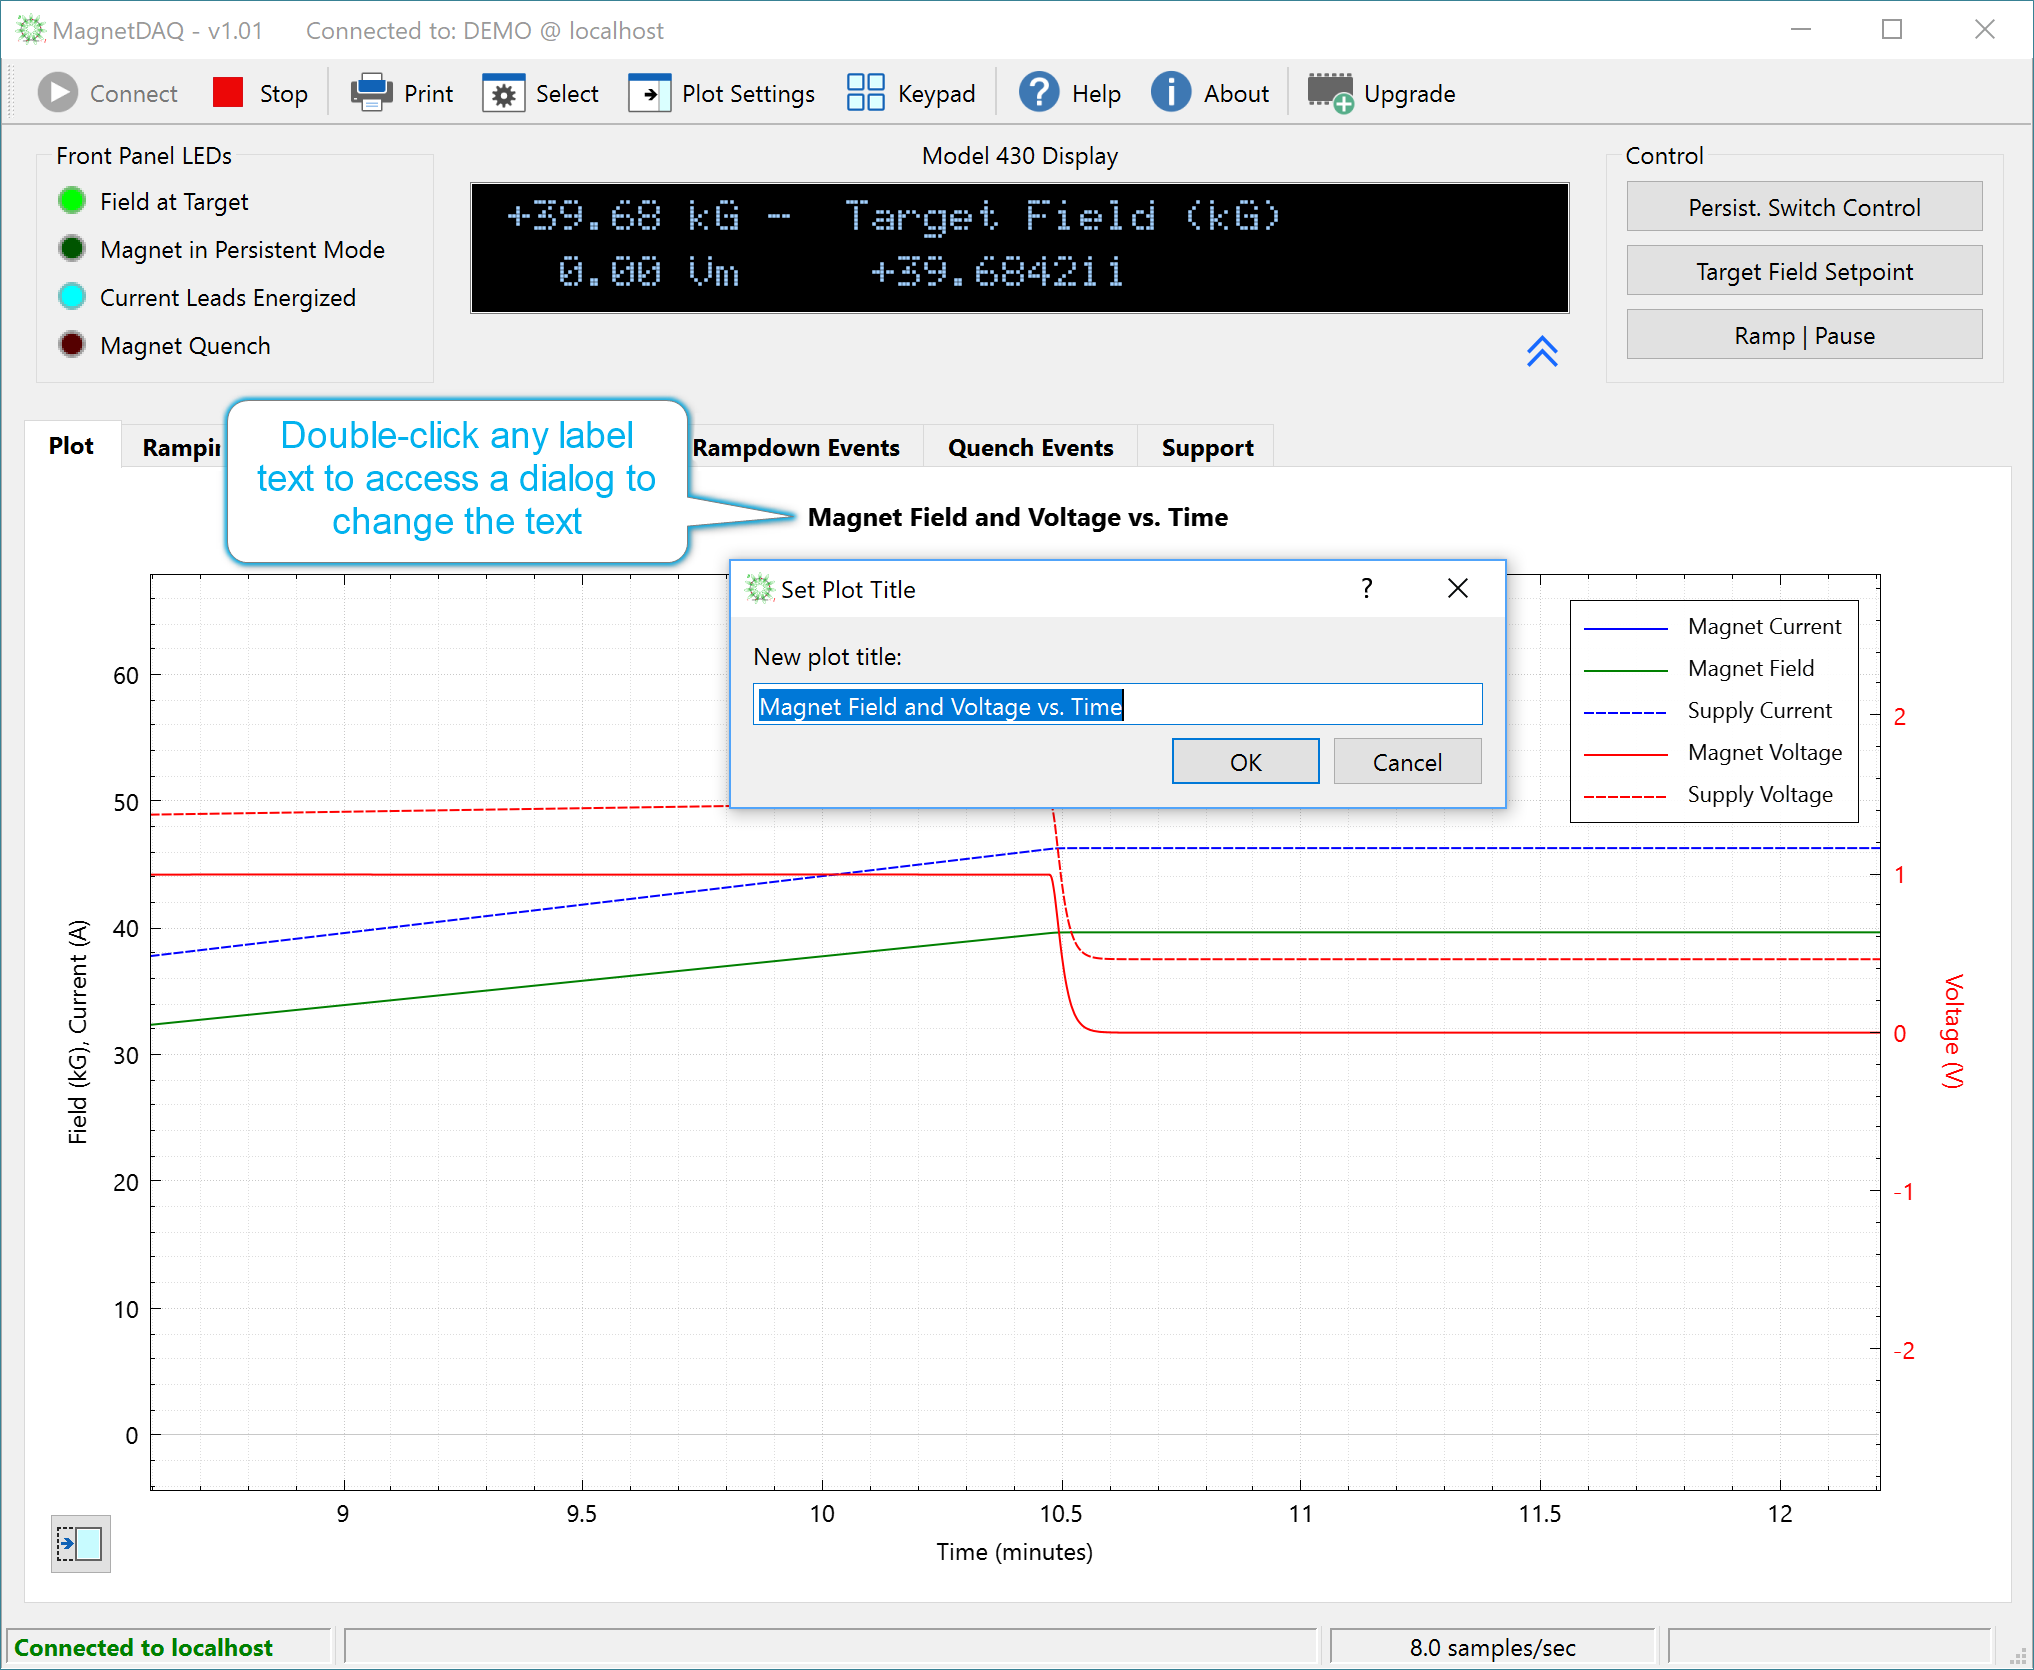 MagnetDAQ - v1.01 Connected to: DEMO @ localhost
Connect Stop Print Select Plot Settings Keypad Help About Upgrade
Front Panel LEDs
Field at Target
Magnet in Persistent Mode
Current Leads Energized
Magnet Quench
Model 430 Display
+39.68 kG - Target Field (kG)
0.00 Vm +39.684211
Control
Persist. Switch Control
Target Field Setpoint
Ramp | Pause
Plot Rampdown Events Quench Events Support
Double-click any label
text to access a dialog to
change the text
Magnet Field and Voltage vs. Time
Set Plot Title ?
New plot title:
Magnet Field and Voltage vs. Time
OK Cancel
Magnet Current
Magnet Field
Supply Current
Magnet Voltage
Supply Voltage
Field (kG), Current (A)
60
50
40
30
20
10
0
2
1
0
-1
-2
Voltage (V)
9 9.5 10 10.5 11 11.5 12
Time (minutes)
Connected to localhost
8.0 samples/sec